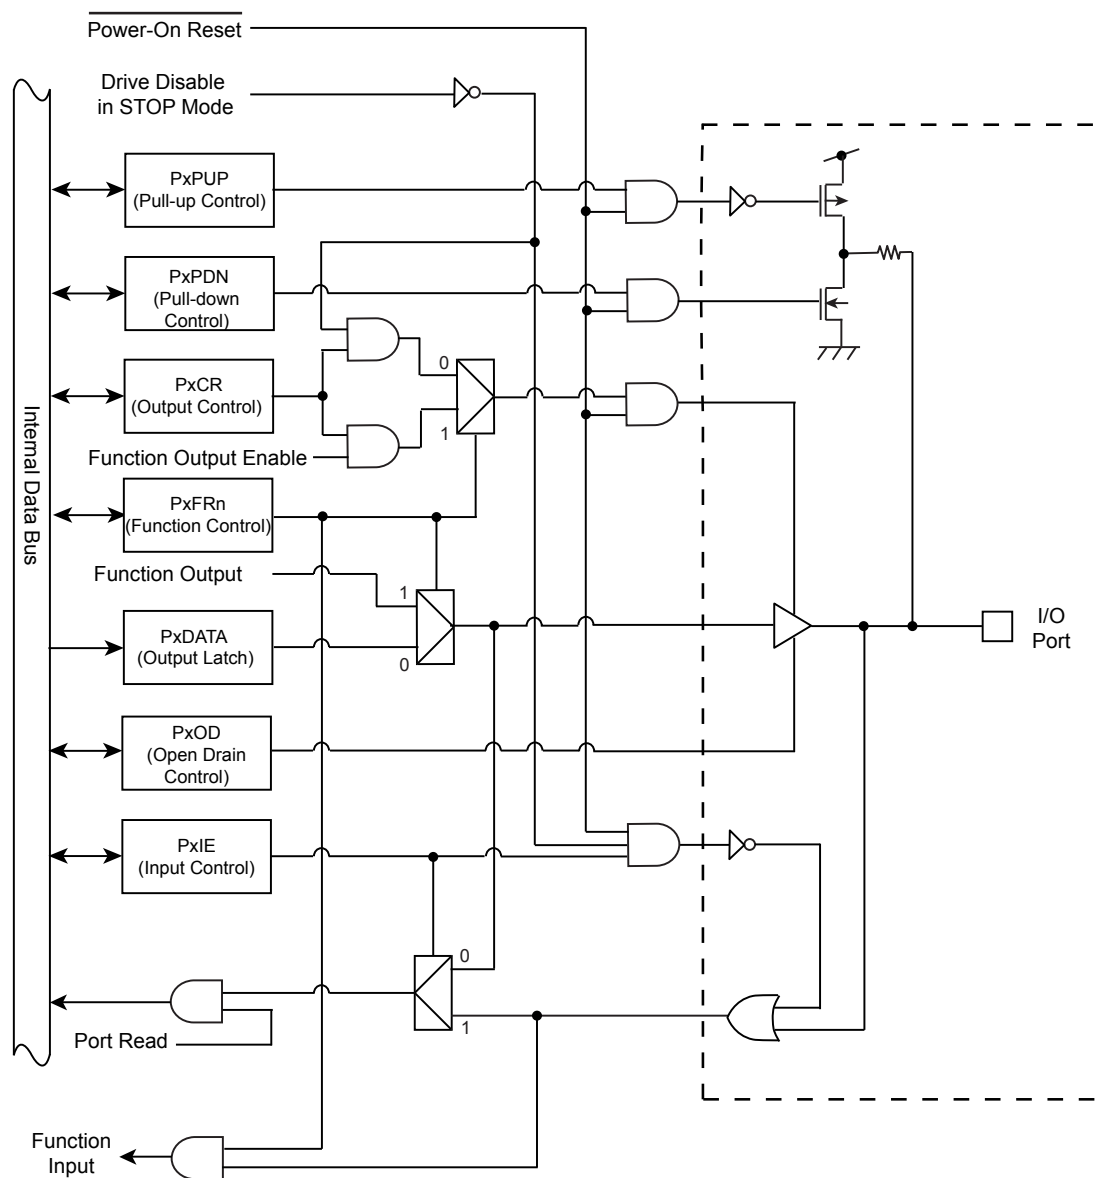 Power-On Reset
Drive Disable
in STOP Mode
PxPUP
(Pull-up Control)
PxPDN
(Pull-down
Control)
0
PxCR
(Output Control)
1
Function Output Enable
Internal Data Bus
PxFRn
(Function Control)
Function Output
1
PxDATA
(Output Latch)
0
I/O
Port
PxOD
(Open Drain
Control)
PxIE
(Input Control)
0
1
Port Read
Function
Input